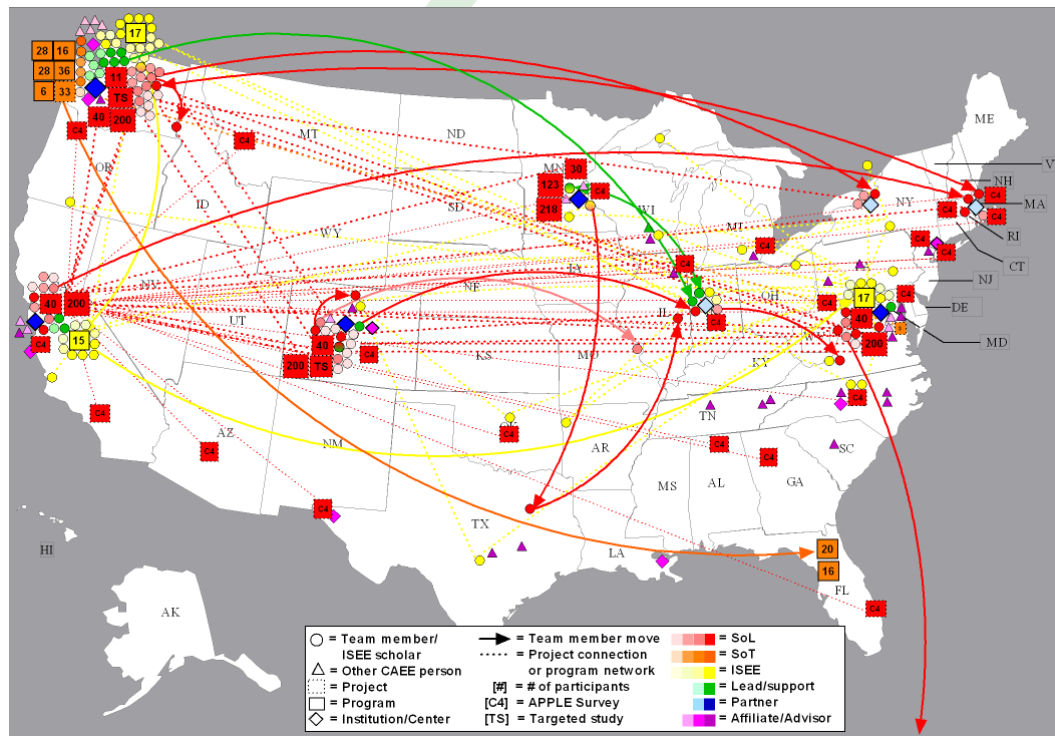 17
28 16
28 36
6 33
11
TS
40 200
C4
C4
OR
MT
ND
ME
ID
SD
WY
MN
30
123
C4
218
WI
MI
C4
NY
V
NH
MA
RI
CT
NJ
DE
MD
C4
C4
C4
C4
C4
NV
40 200
C4
15
UT
NE
IA
C4
IL
C4
OH
C4
17
C4
40
200
W
40
200 TS
C4
KS
MO
KY
C4
C4
AZ
C4
NM
C4
OK
C4
AR
TN
C4
C4
SC
MS
AL
GA
TX
LA
20
16
FL
C4
HI
AK
= Team member/
ISEE scholar
= Other CAEE person
= Project
= Program
= Institution/Center
= Team member move
= Project connection
or program network
[#] = # of participants
[C4] = APPLE Survey
[TS] = Targeted study
= SoL
= SoT
= ISEE
= Lead/support
= Partner
= Affiliate/Advisor